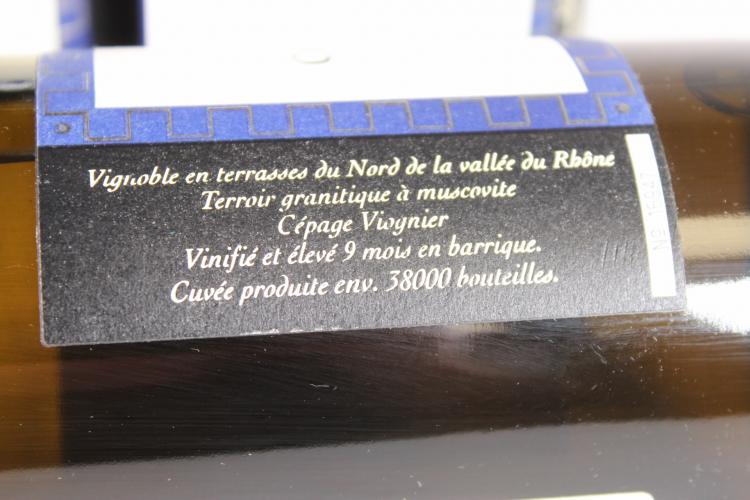 Vignoble en terrasses du Nord de la vallée du Rhône
Terroir granitique à muscovite
Cépage Viognier
Vinifié et élevé 9 mois en barrique.
Cuvée produite env. 38000 bouteilles.